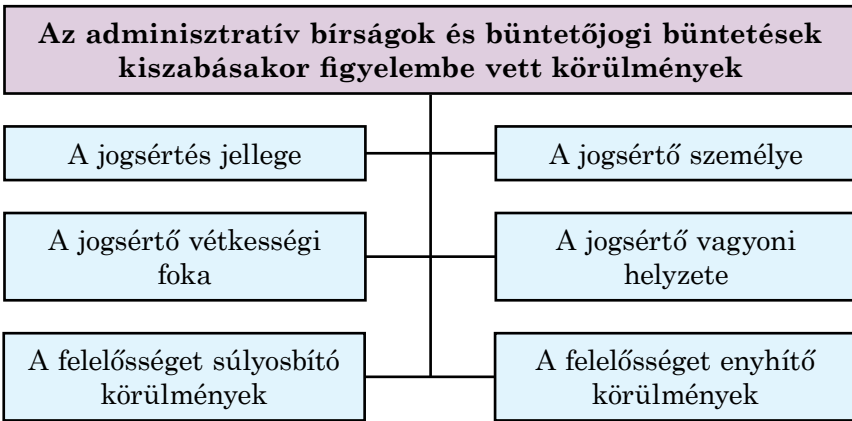 Az adminisztratív bírságok és büntetőjogi büntetések
kiszabásakor figyelembe vett körülmények
A jogsértés jellege
A jogsértő személye
A jogsértő vétkességi
foka
A jogsértő vagyoni
helyzete
A felelősséget súlyosbító
körülmények
A felelősséget enyhítő
körülmények